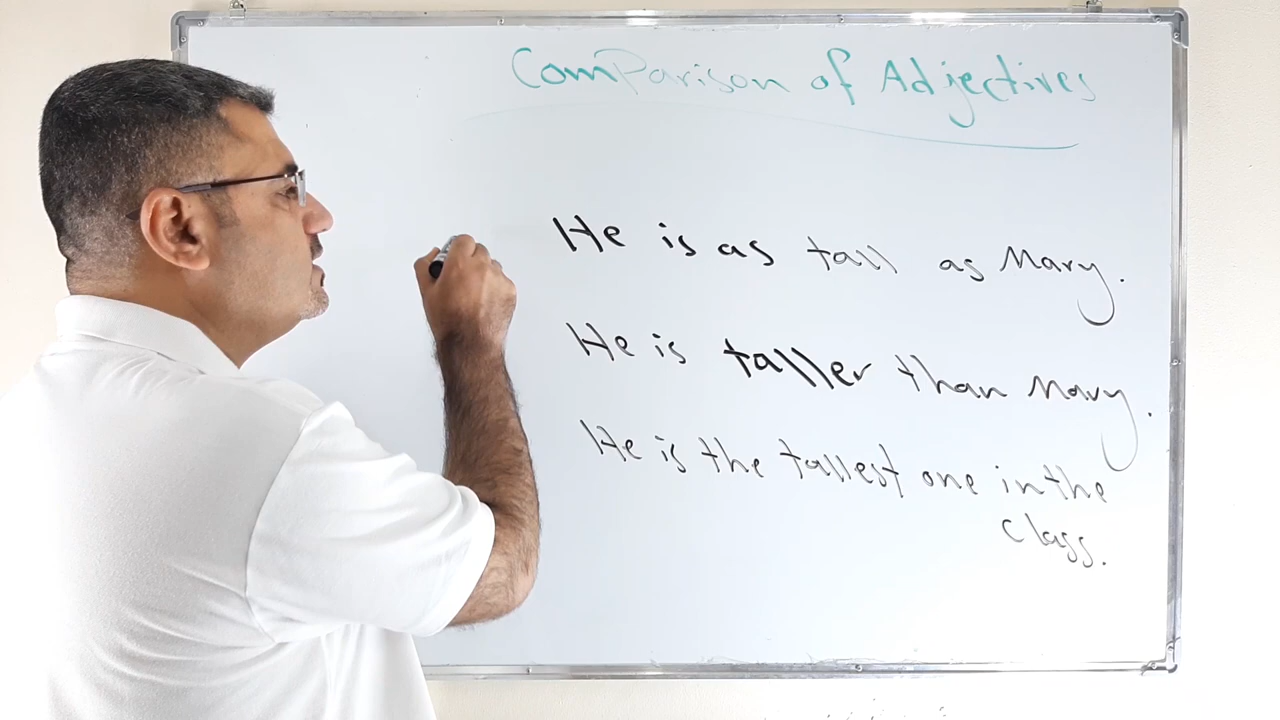 Comparison of Adjectives
He is as tall as Mary.
He is taller than Mary.
He is the tallest one in the
class.